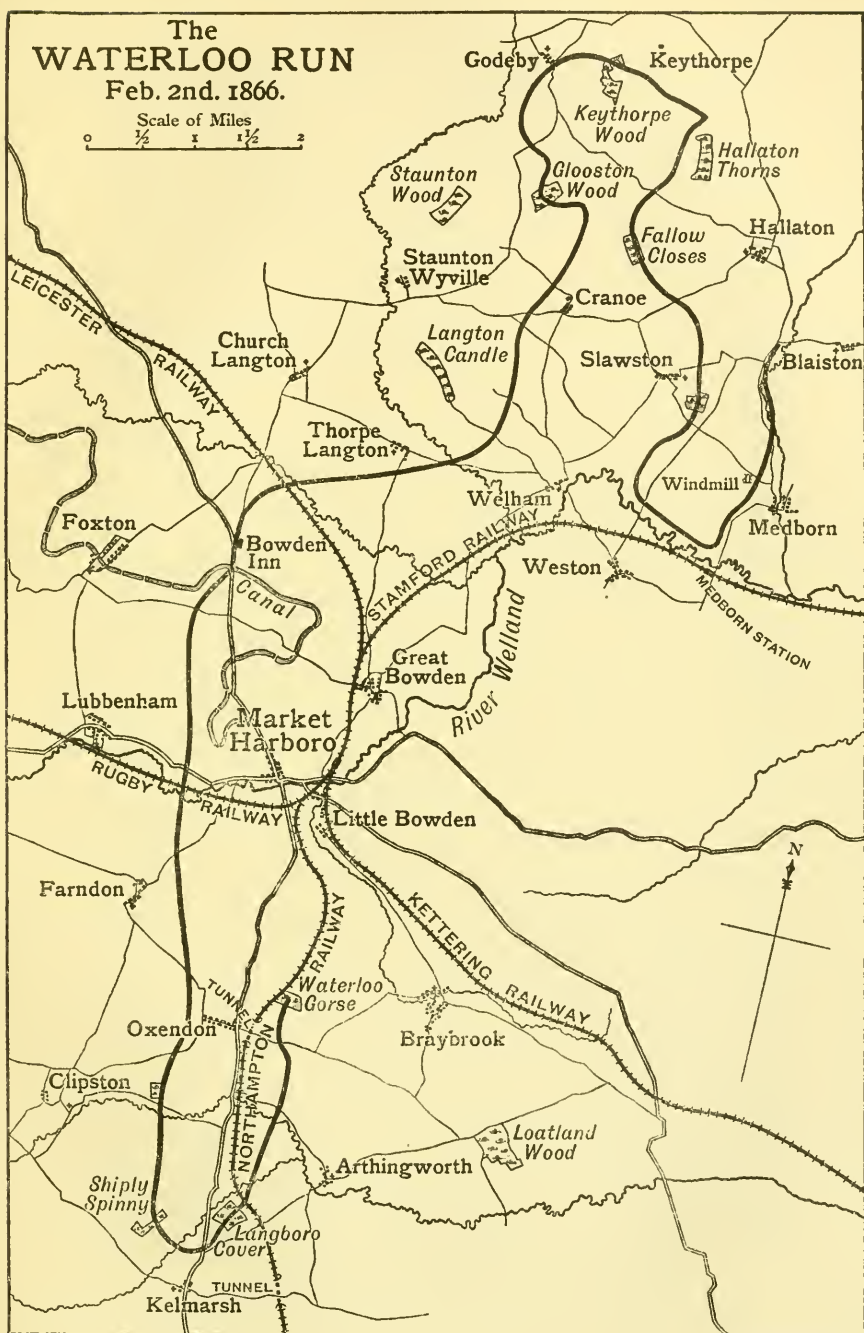 The
WATERLOO RUN
Feb. 2nd. 1866.
Scale of Miles
0 ½ 1 1½ 2
Godeby
Keythorpe
Keythorpe
Wood
Hallaton
Thorns
Staunton
Wood
Glooston
Wood
Fallow
Closes
Hallaton
Staunton
Wyville
Cranoe
LEICESTER
RAILWAY
Church
Langton
Langton
Candle
Slawston
Blaiston
Thorpe
Langton
Welham
Windmill
Medborn
Foxton
Bowden
Inn
Canal
STAMFORD RAILWAY
Weston
MEDBORN STATION
River Welland
Great
Bowden
Lubbenham
Market
Harboro
RUGBY
RAILWAY
Little Bowden
N
Farndon
RAILWAY
KETTERING
RAILWAY
TUNNEL
Waterloo
Gorse
Oxendon
NORTHAMPTON
Braybrook
Clipston
Loatland
Wood
Arthingworth
Shiply
Spinny
Langboro
Cover
TUNNEL
Kelmarsh